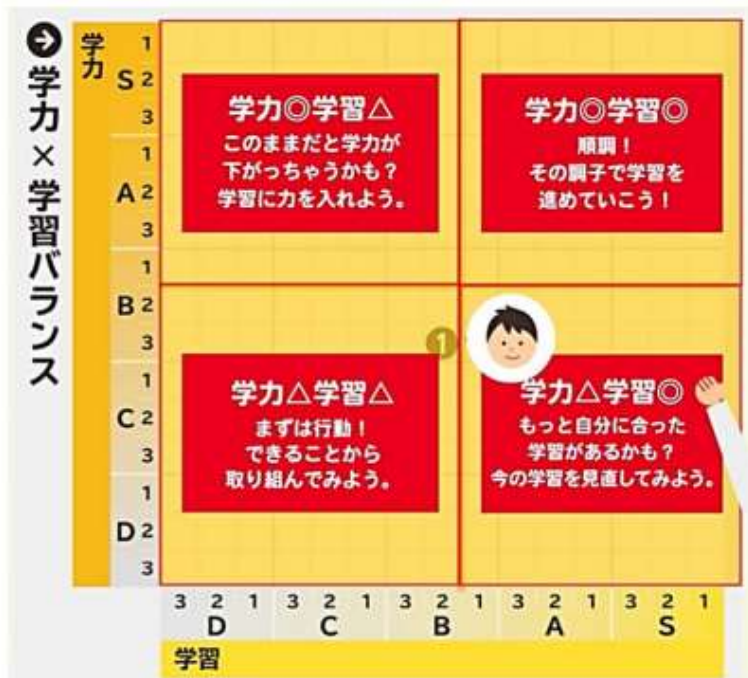 ➔学力×学習バランス
学力
S
1
2
3
A
1
2
3
B
1
2
3
C
1
2
3
D
1
2
3
学力◎学習△
このままだと学力が
下がっちゃうかも？
学習に力を入れよう。
学力◎学習◎
順調！
その調子で学習を
進めていこう！
1
学力△学習△
まずは行動！
できることから
取り組んでみよう。
学力△学習◎
もっと自分に合った
学習があるかも？
今の学習を見直してみよう。
3 2 1 3 2 1 3 2 1 3 2 1 3 2 1
D C B A S
学習